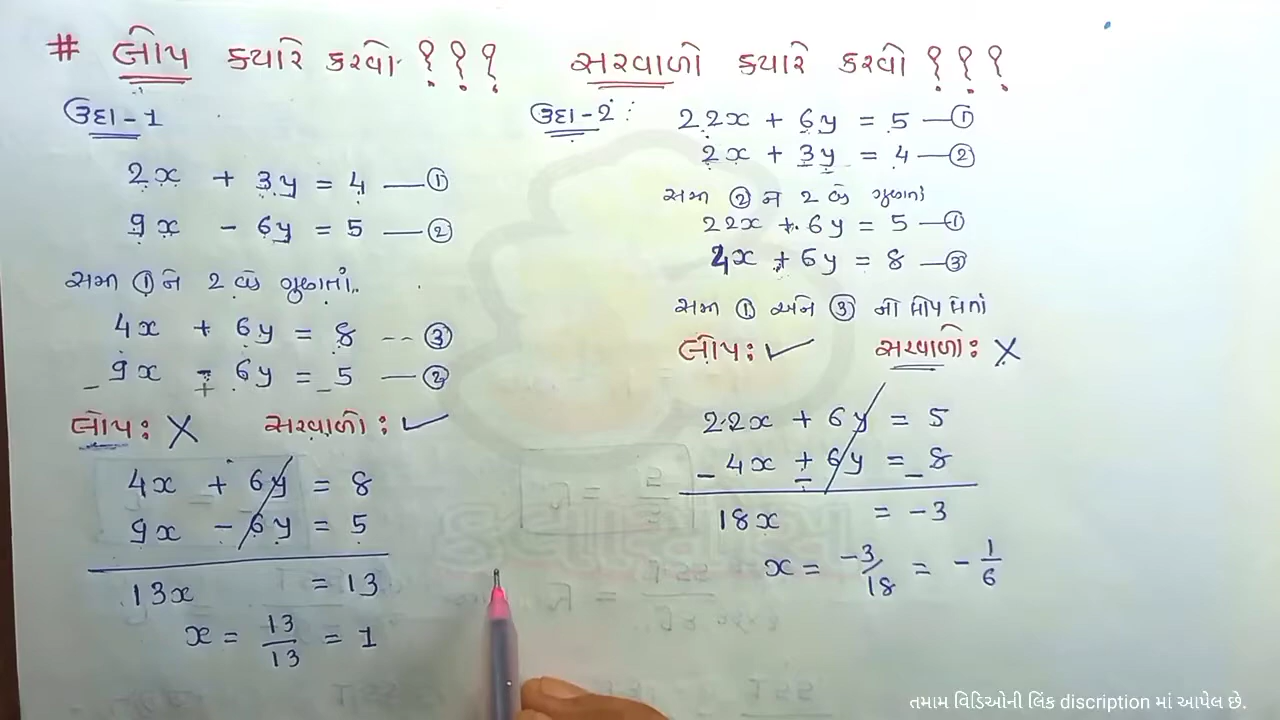 # લોપ ક્યારે કરવો ???
ઉદા-1
2x + 3y = 4 —①
9x - 6y = 5 —②
સમી ① ને 2 વડે ગુણતાં..
4x + 6y = 8 -- ③
9x - 6y = 5 —②
લોપ: X સરવાળો: ✓
4x + 6y = 8
9x - 6y = 5
13x = 13
x = 13/13 = 1
સરવાળો ક્યારે કરવો ???
ઉદા-2:
22x + 6y = 5 —①
2x + 3y = 4 —②
સમી ② ને 2 વડે ગુણતાં
22x + 6y = 5 —①
4x + 6y = 8 —③
સમી ① અને ③ નો લોપ લેતાં
લોપ: ✓ સરવાળો: X
22x + 6y = 5
- 4x ± 6y = - 8
18x = -3
x = -3/18 = -1/6
તમામ વિડિઓની લિંક discription માં આપેલ છે.